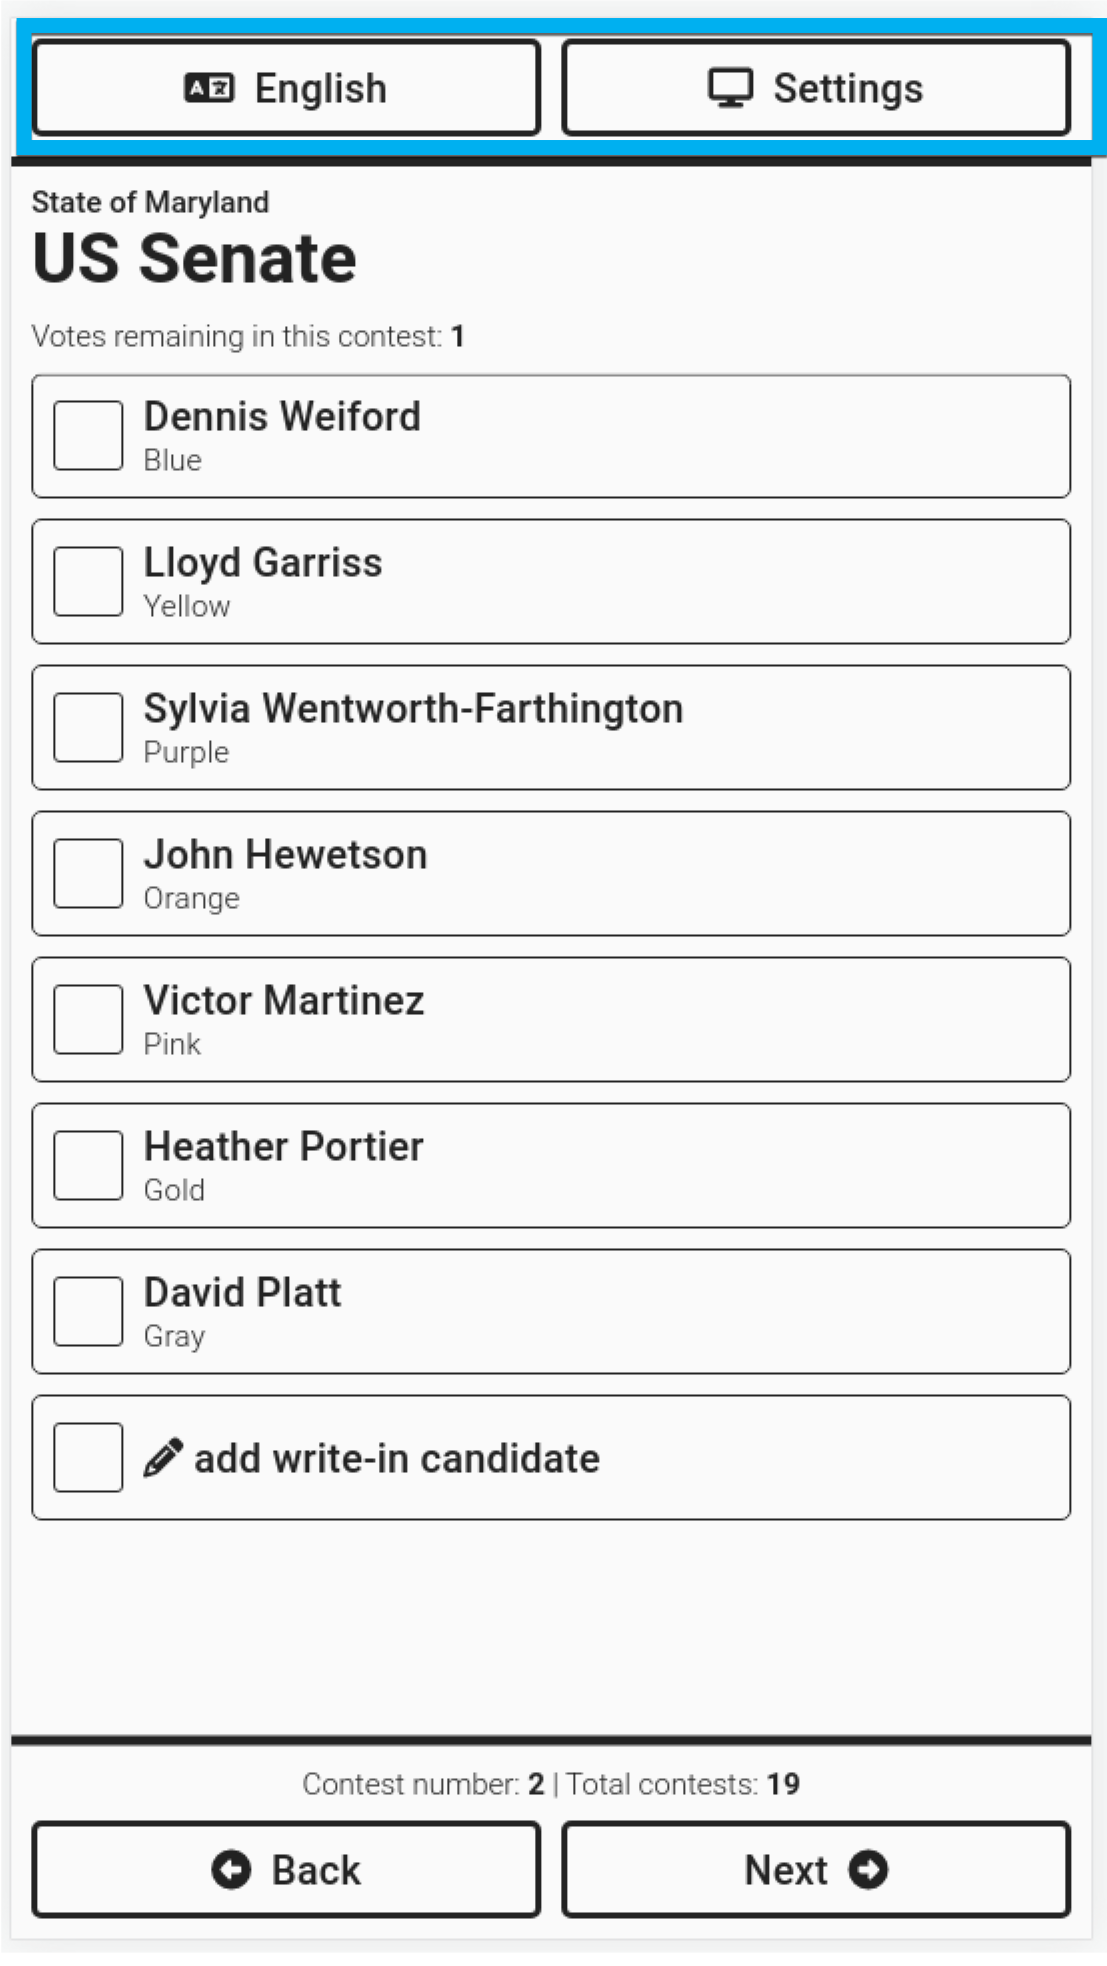 English
Settings
State of Maryland
US Senate
Votes remaining in this contest: 1
Dennis Weiford
Blue
Lloyd Garriss
Yellow
Sylvia Wentworth-Farthington
Purple
John Hewetson
Orange
Victor Martinez
Pink
Heather Portier
Gold
David Platt
Gray
add write-in candidate
Contest number: 2 | Total contests: 19
Back
Next